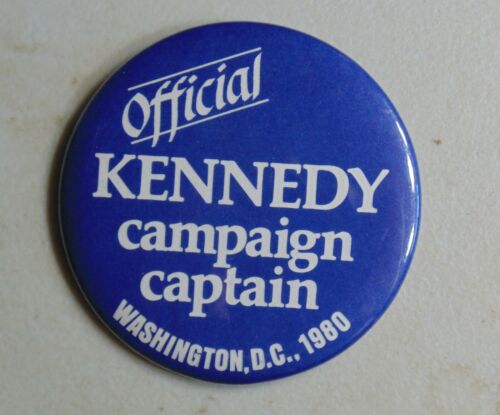 Official
KENNEDY
campaign
captain
WASHINGTON, D.C., 1980